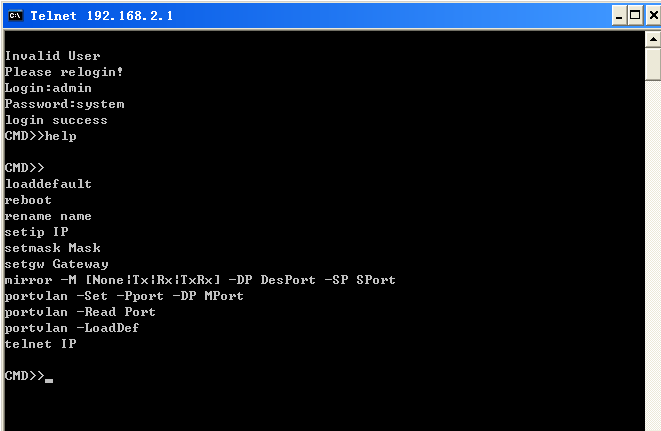 Telnet 192.168.2.1
Invalid User
Please relogin!
Login:admin
Password:system
login success
CMD>>help
CMD>>
loaddefault
reboot
rename name
setip IP
setmask Mask
setgw Gateway
mirror -M [None¦Tx¦Rx¦TxRx] -DP DesPort -SP SPort
portvlan -Set -Pport -DP MPort
portvlan -Read Port
portvlan -LoadDef
telnet IP
CMD>>_